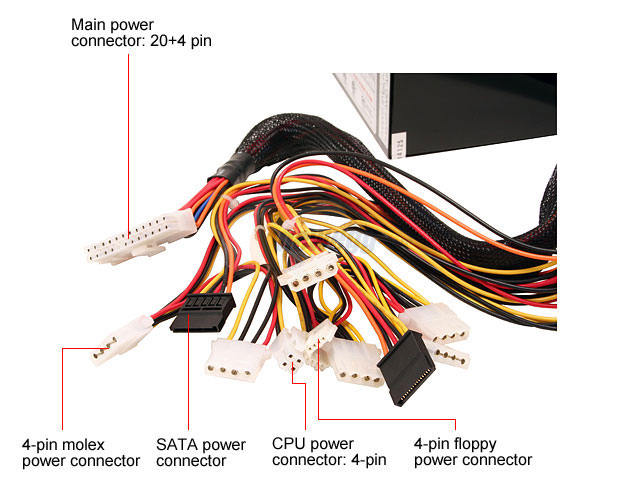 Main power
connector: 20+4 pin
4-pin molex
power connector
SATA power
connector
CPU power
connector: 4-pin
4-pin floppy
power connector